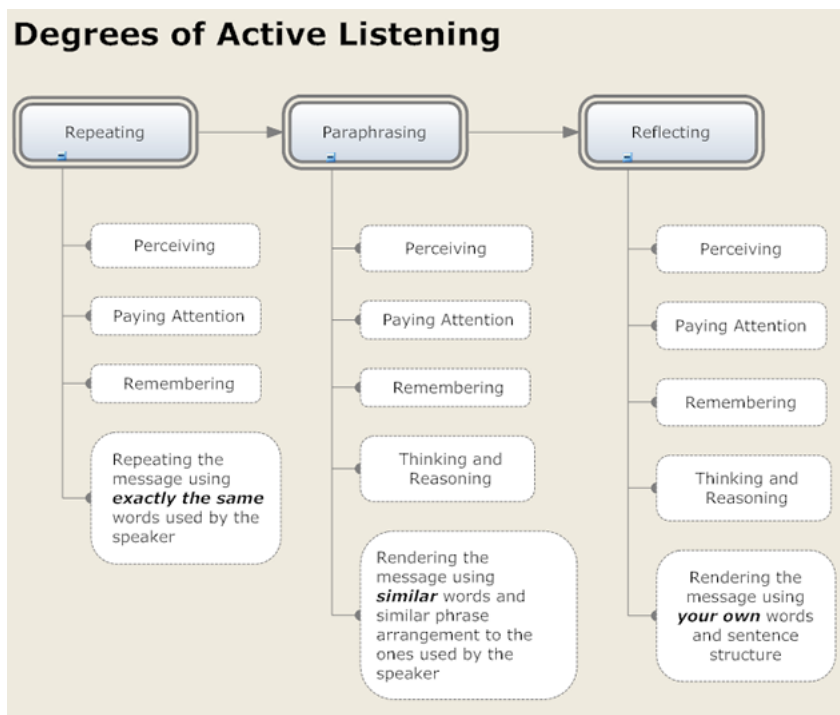 Degrees of Active Listening
Repeating
Perceiving
Paying Attention
Remembering
Repeating the
message using
exactly the same
words used by the
speaker
Paraphrasing
Perceiving
Paying Attention
Remembering
Thinking and
Reasoning
Rendering the
message using
similar words and
similar phrase
arrangement to the
ones used by the
speaker
Reflecting
Perceiving
Paying Attention
Remembering
Thinking and
Reasoning
Rendering the
message using
your own words
and sentence
structure